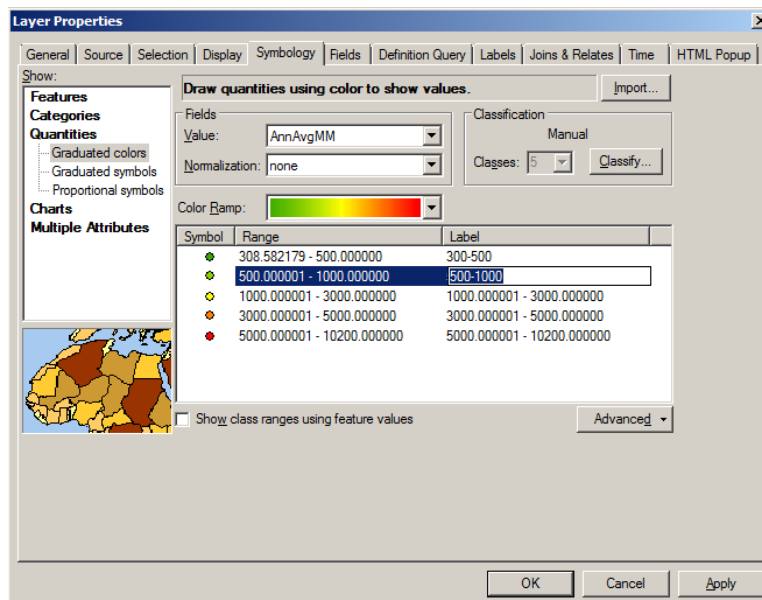 Layer Properties
General Source Selection Display Symbology Fields Definition Query Labels Joins & Relates Time HTML Popup
Show:
Features
Categories
Quantities
Graduated colors
Graduated symbols
Proportional symbols
Charts
Multiple Attributes
Draw quantities using color to show values.
Import...
Fields
Value: AnnAvgMM
Normalization: none
Classification
Manual
Classes: 5 Classify...
Color Ramp:
Symbol Range Label
308.582179 - 500.000000 300-500
500.000001 - 1000.000000 500-1000
1000.000001 - 3000.000000 1000.000001 - 3000.000000
3000.000001 - 5000.000000 3000.000001 - 5000.000000
5000.000001 - 10200.000000 5000.000001 - 10200.000000
Show class ranges using feature values
Advanced
OK Cancel Apply